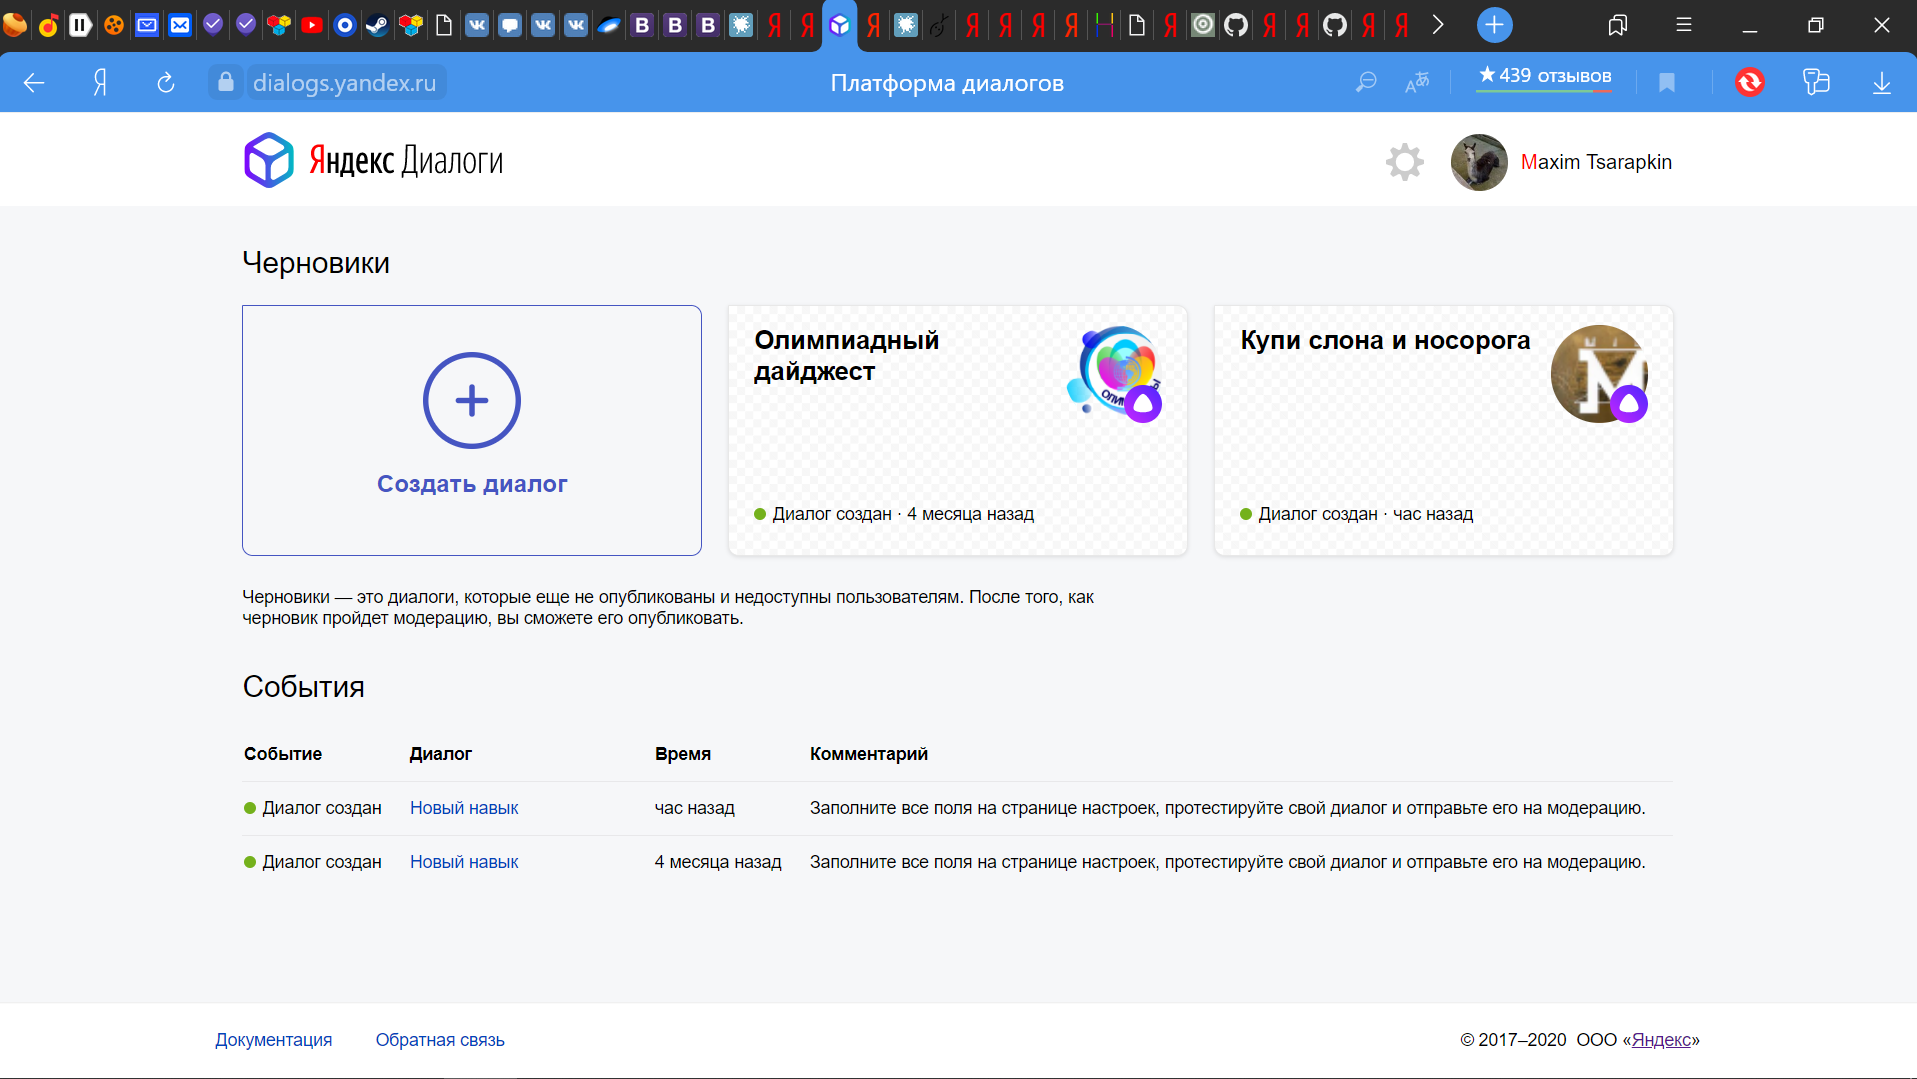 dialogs.yandex.ru
Платформа диалогов
★ 439 отзывов
Яндекс Диалоги
Maxim Tsarapkin
Черновики
Создать диалог
Олимпиадный
дайджест
Диалог создан · 4 месяца назад
Купи слона и носорога
Диалог создан · час назад
Черновики — это диалоги, которые еще не опубликованы и недоступны пользователям. После того, как
черновик пройдет модерацию, вы сможете его опубликовать.
События
Событие Диалог Время Комментарий
Диалог создан Новый навык час назад Заполните все поля на странице настроек, протестируйте свой диалог и отправьте его на модерацию.
Диалог создан Новый навык 4 месяца назад Заполните все поля на странице настроек, протестируйте свой диалог и отправьте его на модерацию.
Документация Обратная связь © 2017–2020 ООО «Яндекс»